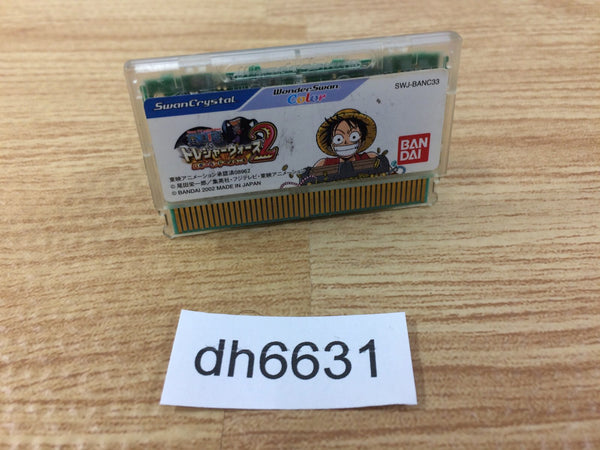 SwanCrystal
WonderSwan
Color
SWJ-BANC33
トレジャーウォーズ2
BAN
DAI
東映アニメーション承認済08962
© 尾田栄一郎／集英社・フジテレビ・東映アニメ
© BANDAI 2002 MADE IN JAPAN
dh6631